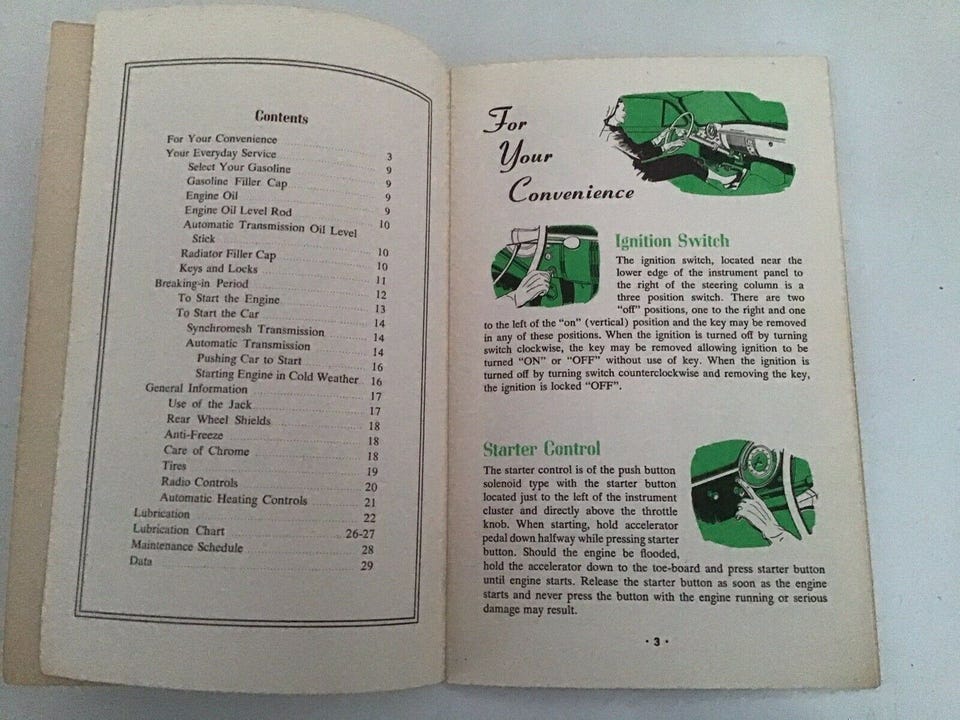 Contents
For Your Convenience 3
Your Everyday Service 9
Select Your Gasoline 9
Gasoline Filler Cap 9
Engine Oil 9
Engine Oil Level Rod 10
Automatic Transmission Oil Level
Stick 10
Radiator Filler Cap 10
Keys and Locks 11
Breaking-in Period 12
To Start the Engine 13
To Start the Car 14
Synchromesh Transmission 14
Automatic Transmission 14
Pushing Car to Start 16
Starting Engine in Cold Weather 16
General Information 17
Use of the Jack 17
Rear Wheel Shields 18
Anti-Freeze 18
Care of Chrome 18
Tires 19
Radio Controls 20
Automatic Heating Controls 21
Lubrication 22
Lubrication Chart 26-27
Maintenance Schedule 28
Data 29
For
Your
Convenience
Ignition Switch
The ignition switch, located near the
lower edge of the instrument panel to
the right of the steering column is a
three position switch. There are two
"off" positions, one to the right and one
to the left of the "on" (vertical) position and the key may be removed
in any of these positions. When the ignition is turned off by turning
switch clockwise, the key may be removed allowing ignition to be
turned "ON" or "OFF" without use of key. When the ignition is
turned off by turning switch counterclockwise and removing the key,
the ignition is locked "OFF".
Starter Control
The starter control is of the push button
solenoid type with the starter button
located just to the left of the instrument
cluster and directly above the throttle
knob. When starting, hold accelerator
pedal down halfway while pressing starter
button. Should the engine be flooded,
hold the accelerator down to the toe-board and press starter button
until engine starts. Release the starter button as soon as the engine
starts and never press the button with the engine running or serious
damage may result.
· 3 ·